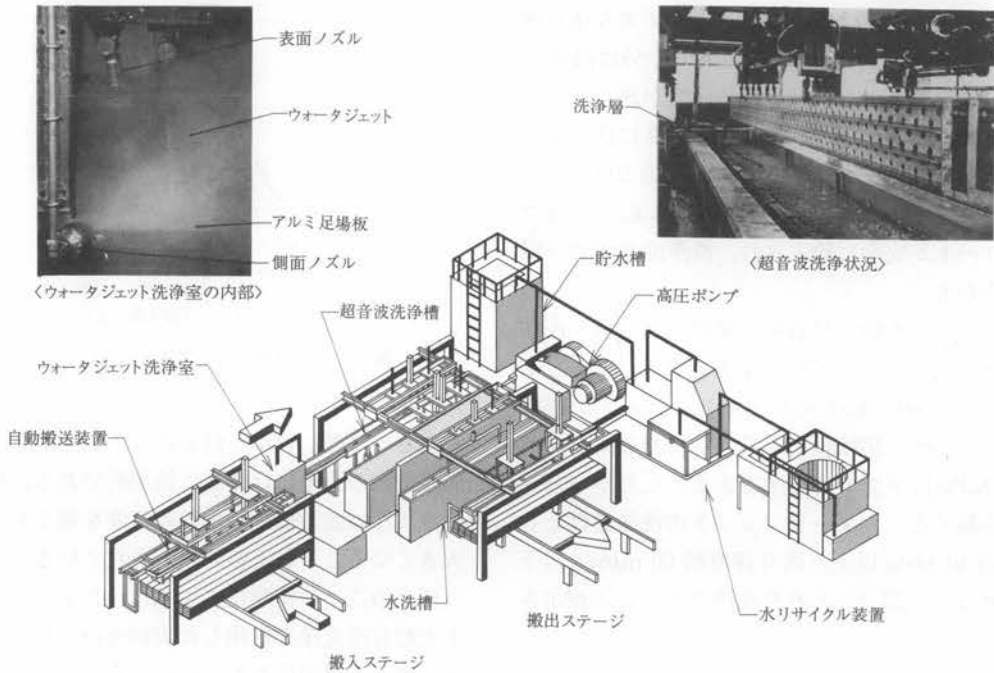 表面ノズル
ウォータジェット
アルミ足場板
側面ノズル
〈ウォータジェット洗浄室の内部〉
洗浄層
〈超音波洗浄状況〉
貯水槽
高圧ポンプ
超音波洗浄槽
ウォータジェット洗浄室
自動搬送装置
水洗槽
搬出ステージ
水リサイクル装置
搬入ステージ